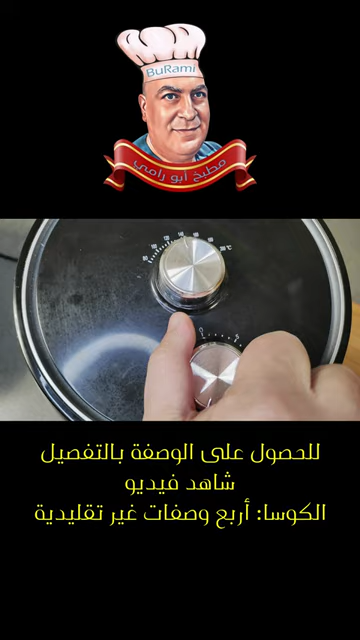 BuRami
مطبخ أبو رامي
للحصول على الوصفة بالتفصيل
شاهد فيديو
الكوسا: أربع وصفات غير تقليدية